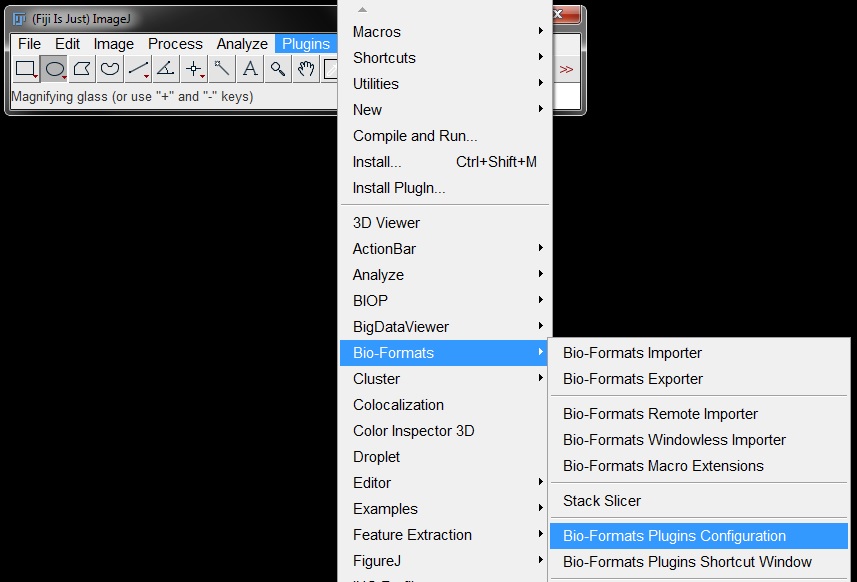 (Fiji Is Just) ImageJ
File Edit Image Process Analyze Plugins
A
>>
Magnifying glass (or use "+" and "-" keys)
Macros
Shortcuts
Utilities
New
Compile and Run...
Install... Ctrl+Shift+M
Install PlugIn...
3D Viewer
ActionBar
Analyze
BIOP
BigDataViewer
Bio-Formats
Cluster
Colocalization
Color Inspector 3D
Droplet
Editor
Examples
Feature Extraction
FigureJ
Bio-Formats Importer
Bio-Formats Exporter
Bio-Formats Remote Importer
Bio-Formats Windowless Importer
Bio-Formats Macro Extensions
Stack Slicer
Bio-Formats Plugins Configuration
Bio-Formats Plugins Shortcut Window